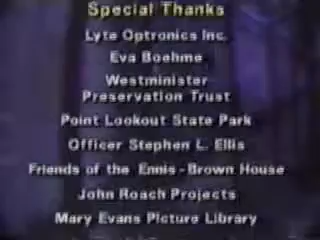 Special Thanks
Lyte Optronics Inc.
Eva Boehme
Westminister
Preservation Trust
Point Lookout State Park
Officer Stephen L. Ellis
Friends of the Ennis-Brown House
John Roach Projects
Mary Evans Picture Library